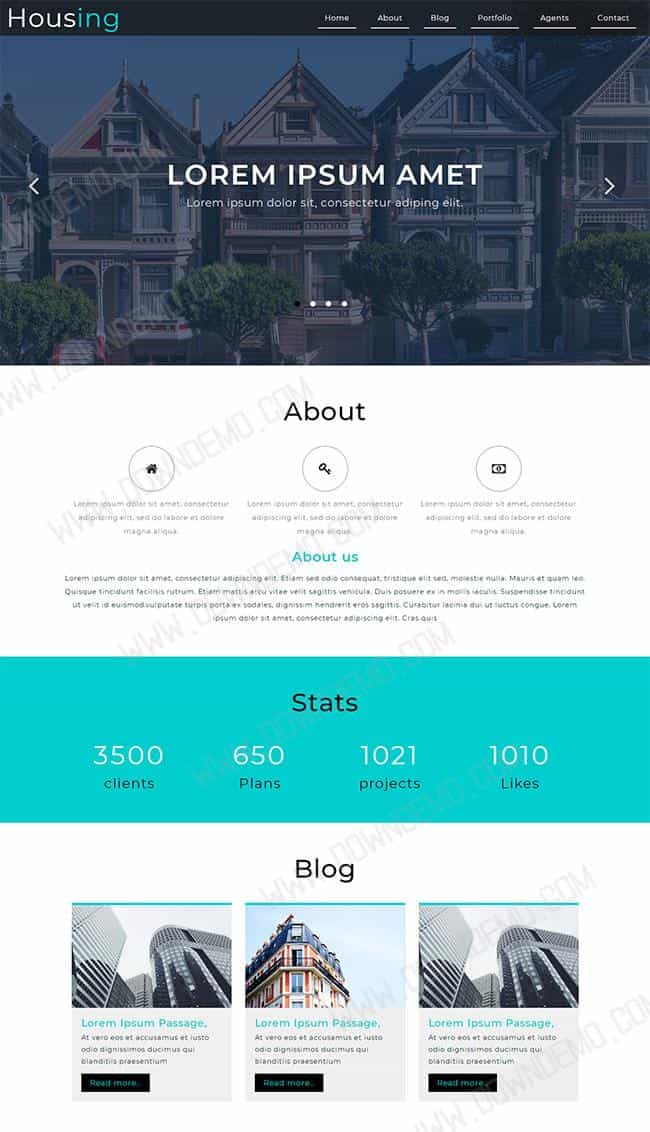 Housing
Home About Blog Portfolio Agents Contact
LOREM IPSUM AMET
Lorem ipsum dolor sit, consectetur adiping elit.
About
Lorem ipsum dolor sit amet, consectetur
adipiscing elit, sed do labore et dolore
magna aliqua.
Lorem ipsum dolor sit amet, consectetur
adipiscing elit, sed do labore et dolore
magna aliqua.
Lorem ipsum dolor sit amet, consectetur
adipiscing elit, sed do labore et dolore
magna aliqua.
About us
Lorem ipsum dolor sit amet, consectetur adipiscing elit. Etiam sed odio consequat, tristique elit sed, molestie nulla. Mauris et quam leo.
Quisque tincidunt facilisis rutrum. Etiam mattis arcu vitae velit sagittis vehicula. Duis posuere ex in mollis iaculis. Suspendisse tincidunt
ut velit id euismod.vulputate turpis porta ex sodales, dignissim hendrerit eros sagittis. Curabitur lacinia dui ut luctus congue. Lorem
ipsum dolor sit amet, consectetur adipiscing elit. Cras quis
Stats
3500 650 1021 1010
clients Plans projects Likes
Blog
Lorem Ipsum Passage,
At vero eos et accusamus et iusto
odio dignissimos ducimus qui
blanditiis praesentium
Read more..
Lorem Ipsum Passage,
At vero eos et accusamus et iusto
odio dignissimos ducimus qui
blanditiis praesentium
Read more..
Lorem Ipsum Passage,
At vero eos et accusamus et iusto
odio dignissimos ducimus qui
blanditiis praesentium
Read more..
WWW.DOWNDEMO.COM